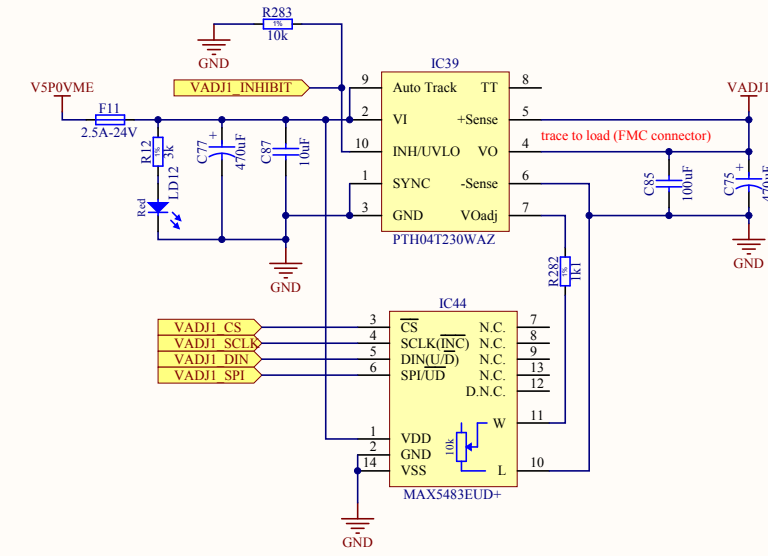 R283
1%
10k
GND
VADJ1_INHIBIT
V5P0VME
F11
2.5A-24V
R12
1%
3k
LD12
Red
C77
+
470uF
C87
10uF
GND
IC39
9 Auto Track TT 8
2 VI +Sense 5
10 INH/UVLO VO 4
1 SYNC -Sense 6
3 GND VOadj 7
PTH04T230WAZ
VADJ1
trace to load (FMC connector)
C85
100uF
C75
+
GND
R282
1%
1k1
IC44
VADJ1_CS 3 CS N.C. 7
VADJ1_SCLK 4 SCLK(INC) N.C. 8
VADJ1_DIN 5 DIN(U/D) N.C. 9
VADJ1_SPI 6 SPI/UD N.C. 13
D.N.C. 12
W 11
10k
1 VDD
2 GND
14 VSS L 10
MAX5483EUD+
GND